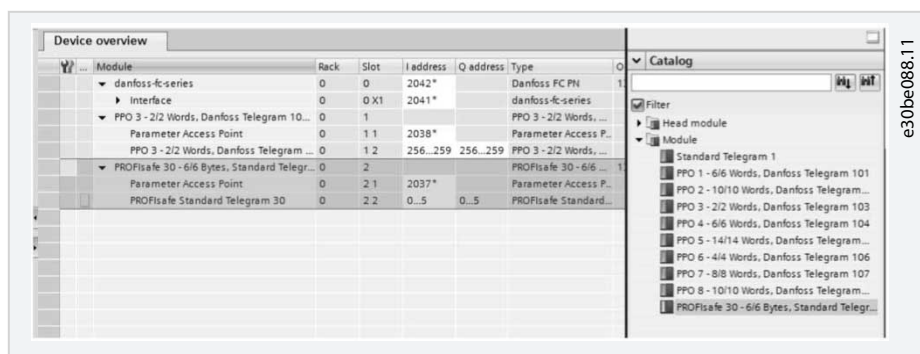 Device overview
... Module Rack Slot I address Q address Type O
danfoss-fc-series 0 0 2042* Danfoss FC PN 1
Interface 0 0 X1 2041* danfoss-fc-series
PPO 3 - 2/2 Words, Danfoss Telegram 10... 0 1 PPO 3 - 2/2 Words, ...
Parameter Access Point 0 1 1 2038* Parameter Access P..
PPO 3 - 2/2 Words, Danfoss Telegram ... 0 1 2 256...259 256...259 PPO 3 - 2/2 Words, ...
PROFIsafe 30 - 6/6 Bytes, Standard Telegr... 0 2 PROFIsafe 30 - 6/6 ... 1
Parameter Access Point 0 2 1 2037* Parameter Access P..
PROFIsafe Standard Telegram 30 0 2 2 0...5 0...5 PROFIsafe Standard...
Catalog
Filter
Head module
Module
Standard Telegram 1
PPO 1 - 6/6 Words, Danfoss Telegram 101
PPO 2 - 10/10 Words, Danfoss Telegram...
PPO 3 - 2/2 Words, Danfoss Telegram 103
PPO 4 - 6/6 Words, Danfoss Telegram 104
PPO 5 - 14/14 Words, Danfoss Telegram...
PPO 6 - 4/4 Words, Danfoss Telegram 106
PPO 7 - 8/8 Words, Danfoss Telegram 107
PPO 8 - 10/10 Words, Danfoss Telegram...
PROFIsafe 30 - 6/6 Bytes, Standard Telegr...
e30be088.11